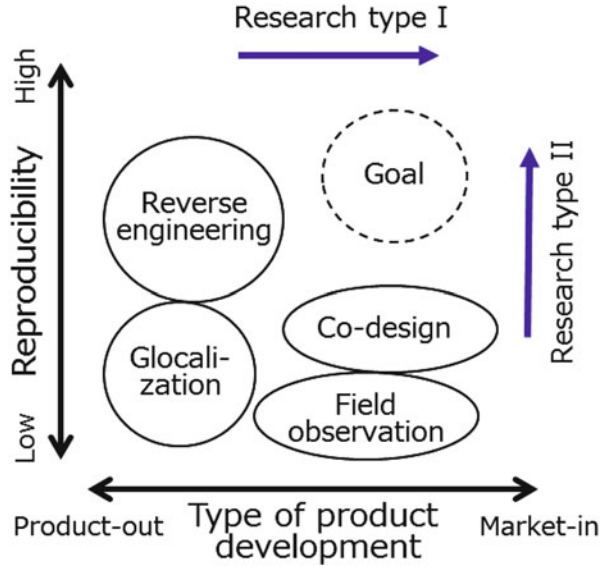 Research type I
High
Reproducibility
Low
Reverse
engineering
Goal
Research type II
Glocali-
zation
Co-design
Field
observation
Product-out
Type of product
development
Market-in